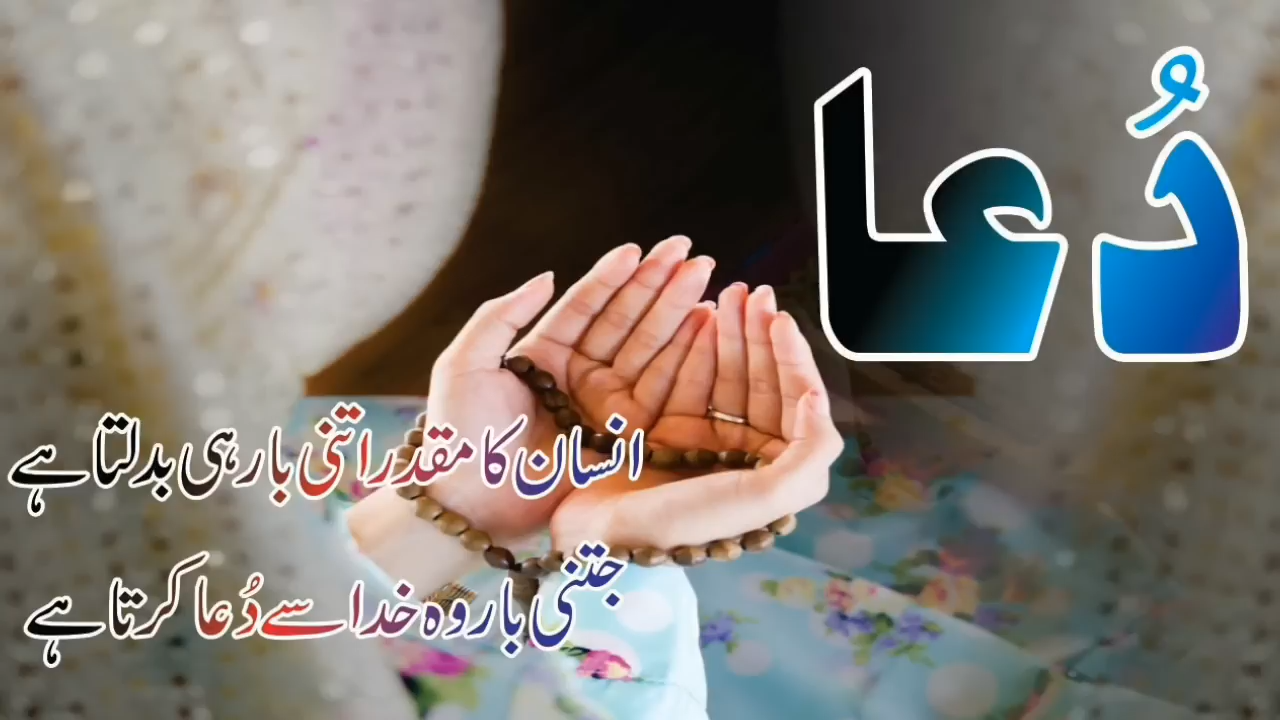 دُعا
انسان کا مقدر اتنی بار ہی بدلتا ہے
جتنی بار وہ خدا سے دُعا کرتا ہے